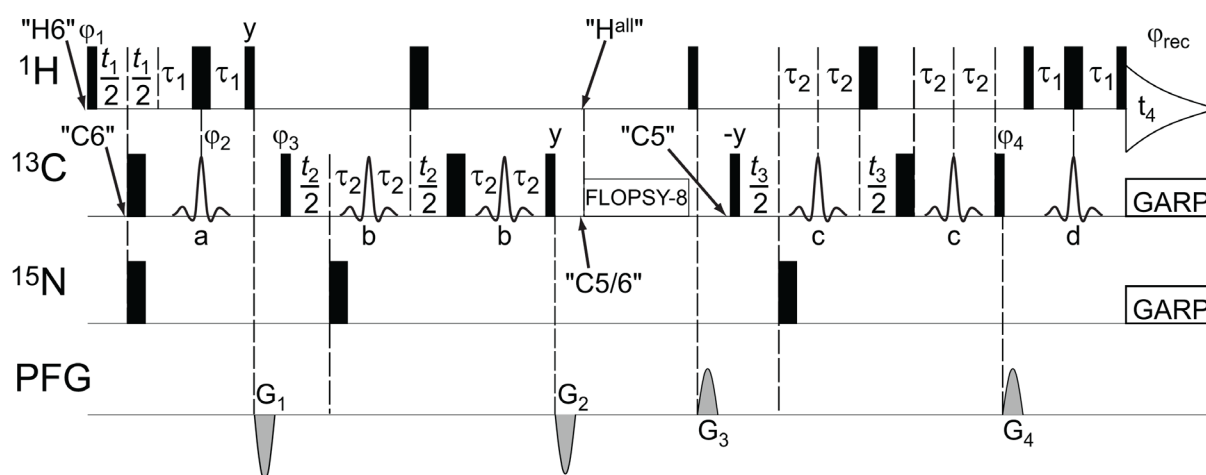 "H6" φ1 y "Hall" φrec
1H t1/2 t1/2 τ1 τ1 τ2 τ2 τ2 τ2 τ1 τ1 t4
"C6" φ2 φ3 y "C5" -y φ4
13C t2/2 τ2 τ2 t2/2 τ2 τ2 FLOPSY-8 t3/2 t3/2 GARP
a b b c c d
15N "C5/6" GARP
PFG G1 G2 G3 G4